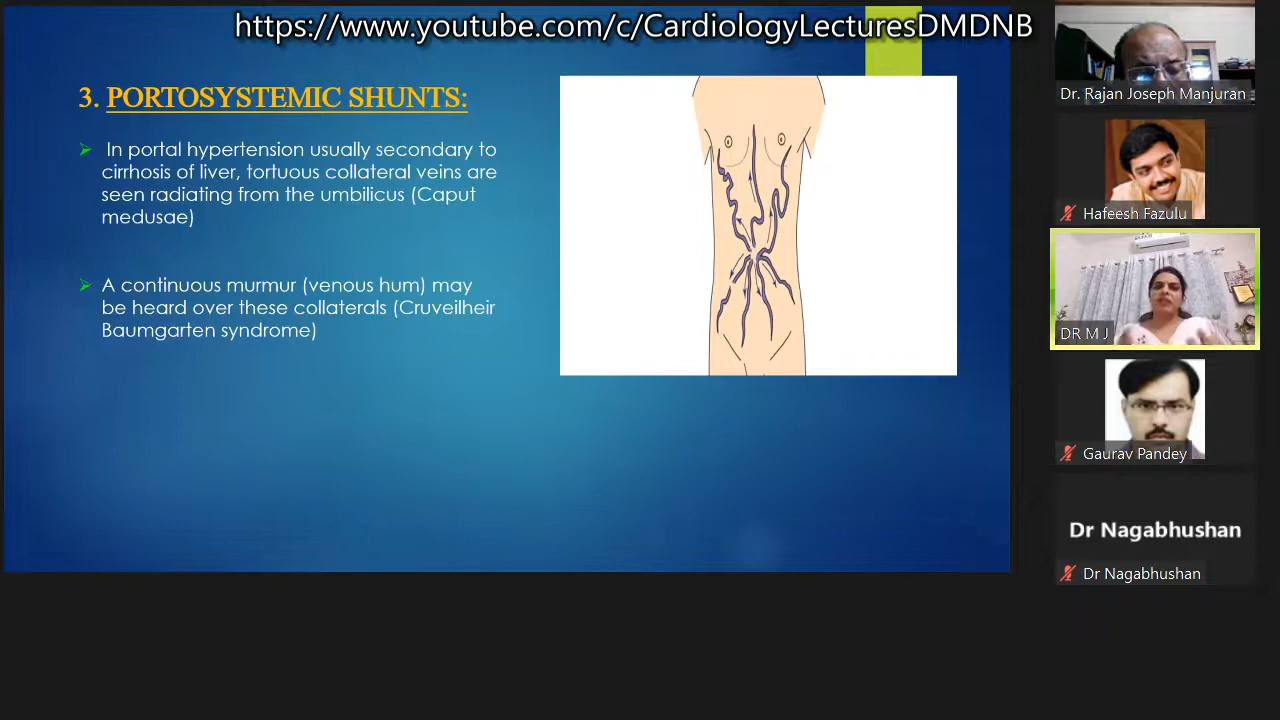 https://www.youtube.com/c/CardiologyLecturesDMDNB
3. PORTOSYSTEMIC SHUNTS:
In portal hypertension usually secondary to
cirrhosis of liver, tortuous collateral veins are
seen radiating from the umbilicus (Caput
medusae)
A continuous murmur (venous hum) may
be heard over these collaterals (Cruveilheir
Baumgarten syndrome)
Dr. Rajan Joseph Manjuran
Hafeesh Fazulu
DR M J
Gaurav Pandey
Dr Nagabhushan
Dr Nagabhushan